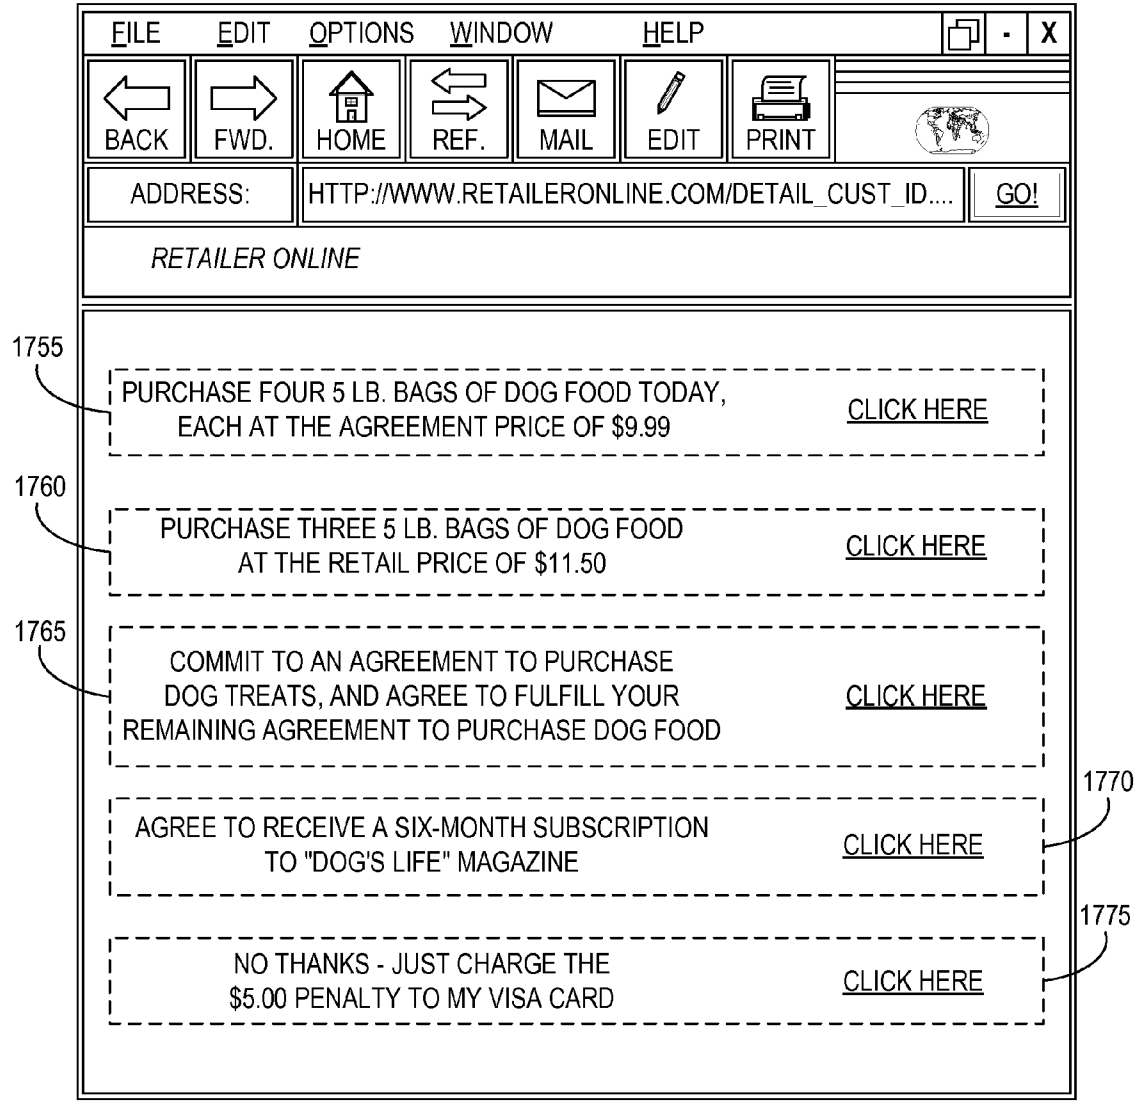 FILE EDIT OPTIONS WINDOW HELP - X
BACK FWD. HOME REF. MAIL EDIT PRINT
ADDRESS: HTTP://WWW.RETAILERONLINE.COM/DETAIL_CUST_ID.... GO!
RETAILER ONLINE
1755
PURCHASE FOUR 5 LB. BAGS OF DOG FOOD TODAY,
EACH AT THE AGREEMENT PRICE OF $9.99
CLICK HERE
1760
PURCHASE THREE 5 LB. BAGS OF DOG FOOD
AT THE RETAIL PRICE OF $11.50
CLICK HERE
1765
COMMIT TO AN AGREEMENT TO PURCHASE
DOG TREATS, AND AGREE TO FULFILL YOUR
REMAINING AGREEMENT TO PURCHASE DOG FOOD
CLICK HERE
1770
AGREE TO RECEIVE A SIX-MONTH SUBSCRIPTION
TO "DOG'S LIFE" MAGAZINE
CLICK HERE
1775
NO THANKS - JUST CHARGE THE
$5.00 PENALTY TO MY VISA CARD
CLICK HERE